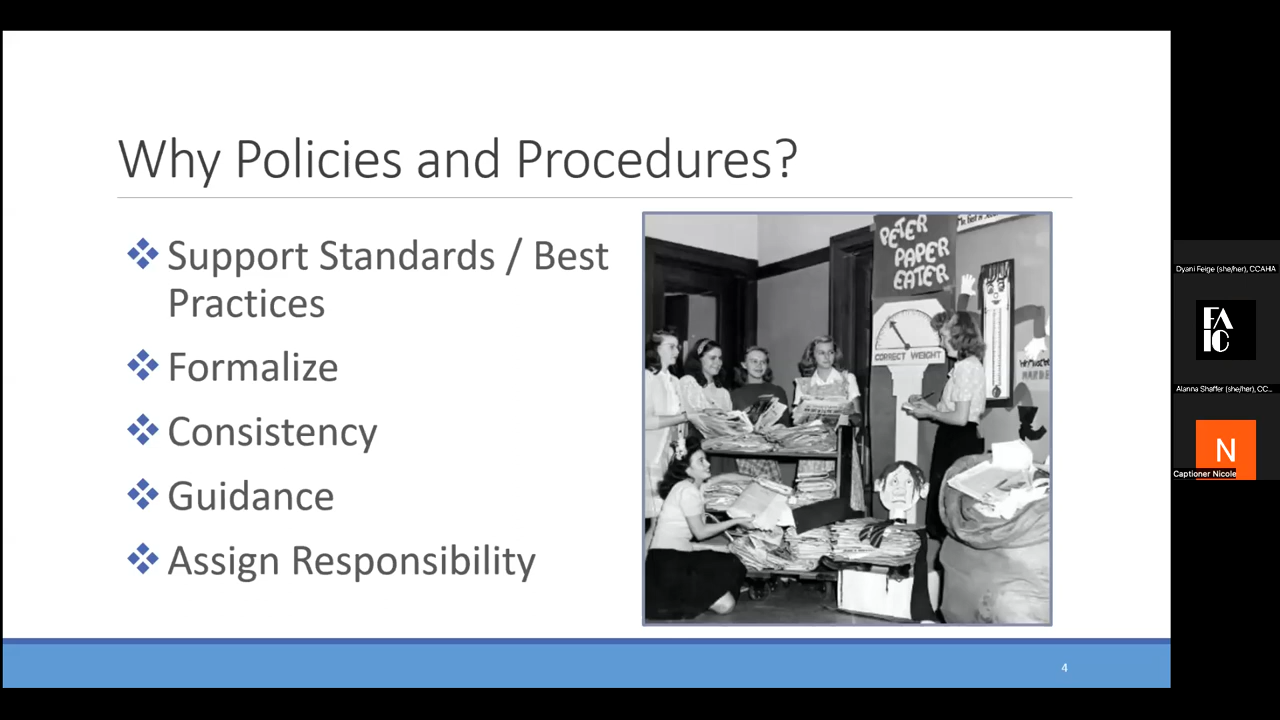 Why Policies and Procedures?
Support Standards / Best
Practices
Formalize
Consistency
Guidance
Assign Responsibility
PETER
PAPER
EATER
CORRECT WEIGHT
4
Dyani Feige (she/her), CCAHA
FA
IC
Alanna Shaffer (she/her), CC...
N
Captioner Nicole